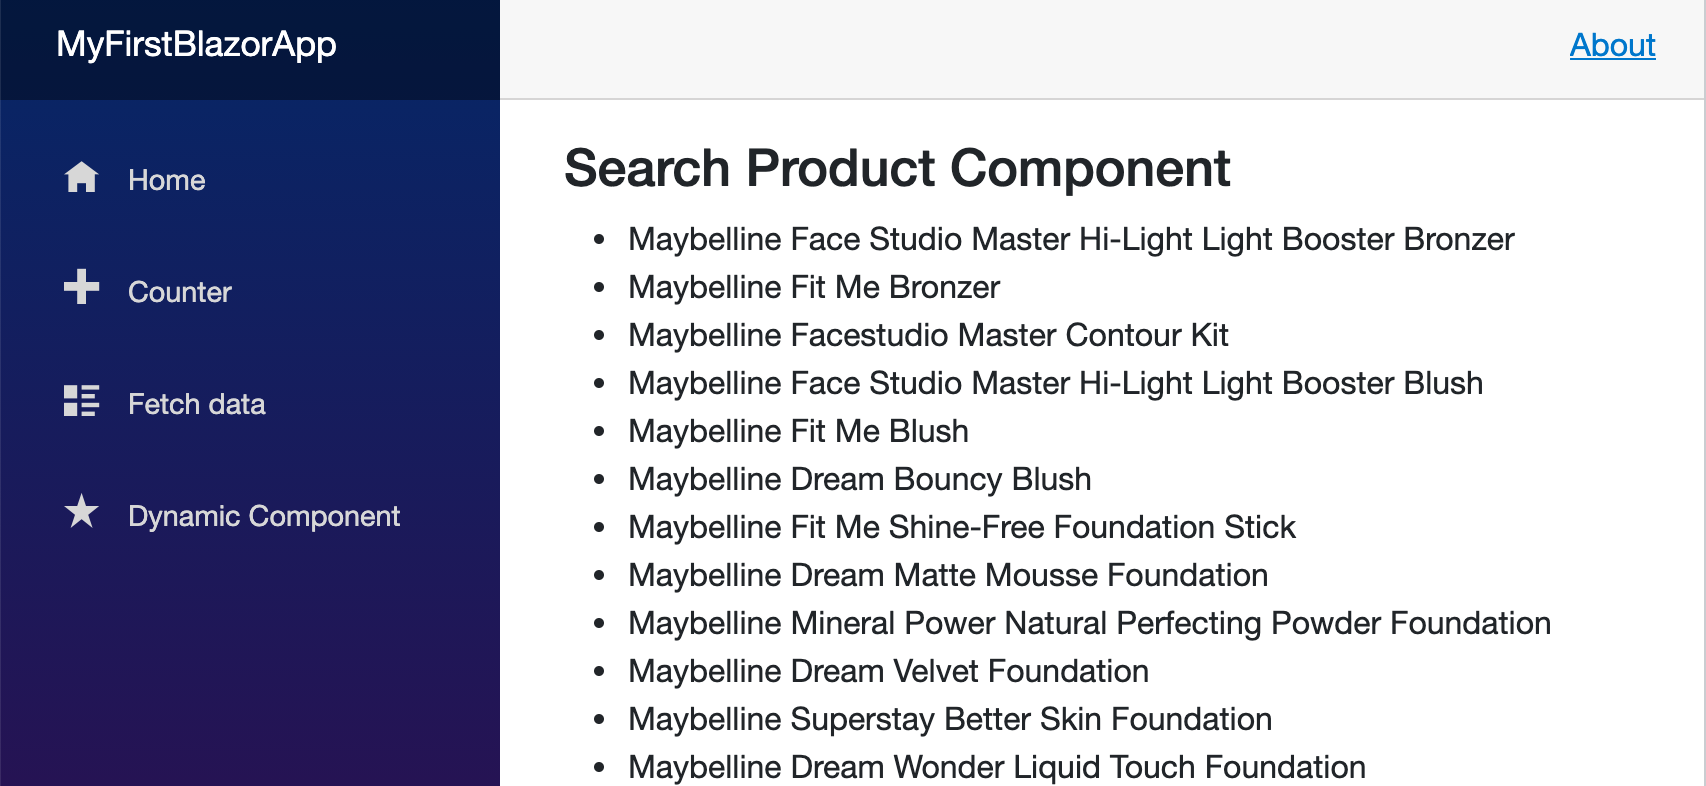 MyFirstBlazorApp
About
Home
Counter
Fetch data
Dynamic Component
Search Product Component
Maybelline Face Studio Master Hi-Light Light Booster Bronzer
Maybelline Fit Me Bronzer
Maybelline Facestudio Master Contour Kit
Maybelline Face Studio Master Hi-Light Light Booster Blush
Maybelline Fit Me Blush
Maybelline Dream Bouncy Blush
Maybelline Fit Me Shine-Free Foundation Stick
Maybelline Dream Matte Mousse Foundation
Maybelline Mineral Power Natural Perfecting Powder Foundation
Maybelline Dream Velvet Foundation
Maybelline Superstay Better Skin Foundation
Maybelline Dream Wonder Liquid Touch Foundation